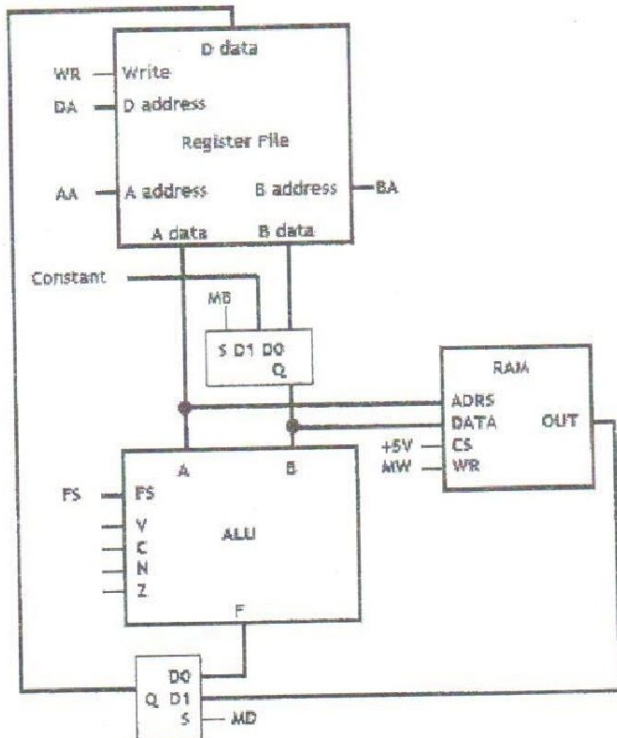 D data
WR Write
DA D address
Register File
AA A address B address BA
A data B data
Constant
MB
S D1 D0
Q
RAM
ADRS
DATA OUT
+5V CS
MW WR
A B
FS FS
V
ALU
C
N
Z
F
D0
Q D1
S MD